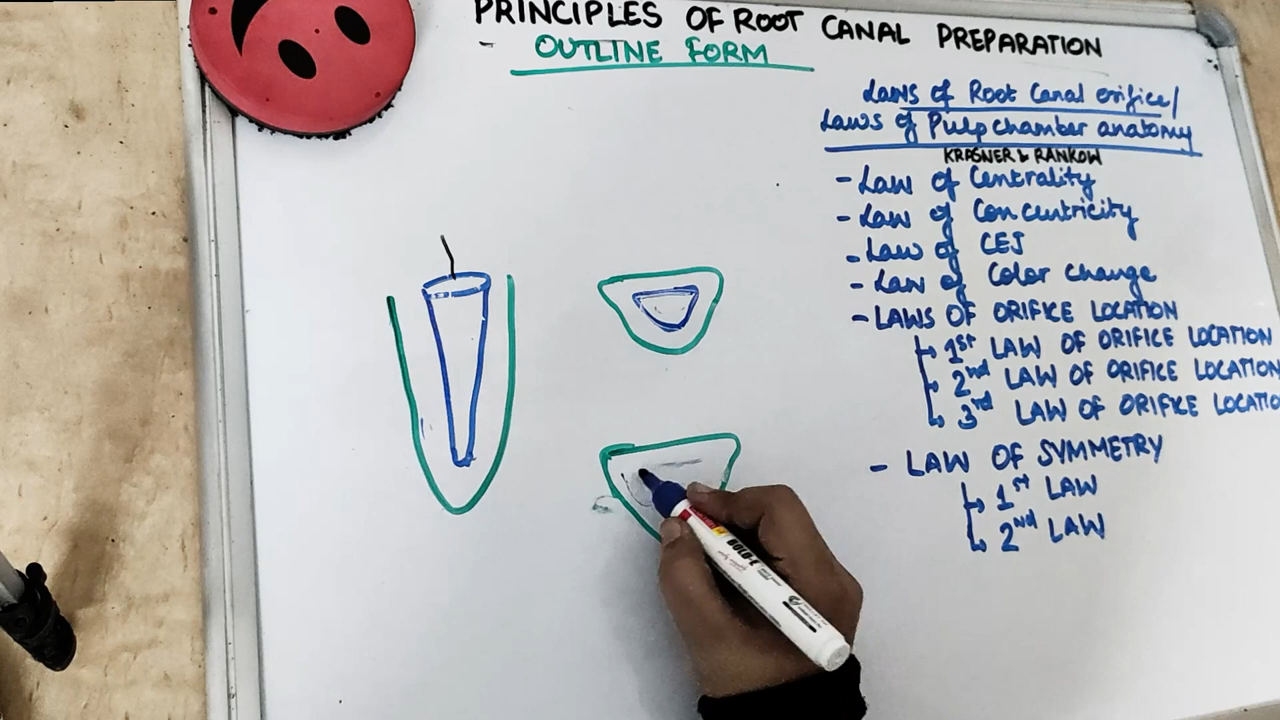 PRINCIPLES OF ROOT CANAL PREPARATION
- OUTLINE FORM
Laws of Root Canal orifice/
Laws of Pulp chamber anatomy
KRASNER & RANKOW
- Law of Centrality
- Law of Concentricity
- Law of CEJ
- Law of Color Change
- LAWS OF ORIFICE LOCATION
1st LAW OF ORIFICE LOCATION
2nd LAW OF ORIFICE LOCATION
3rd LAW OF ORIFICE LOCATIO
- LAW OF SYMMETRY
1st LAW
2nd LAW